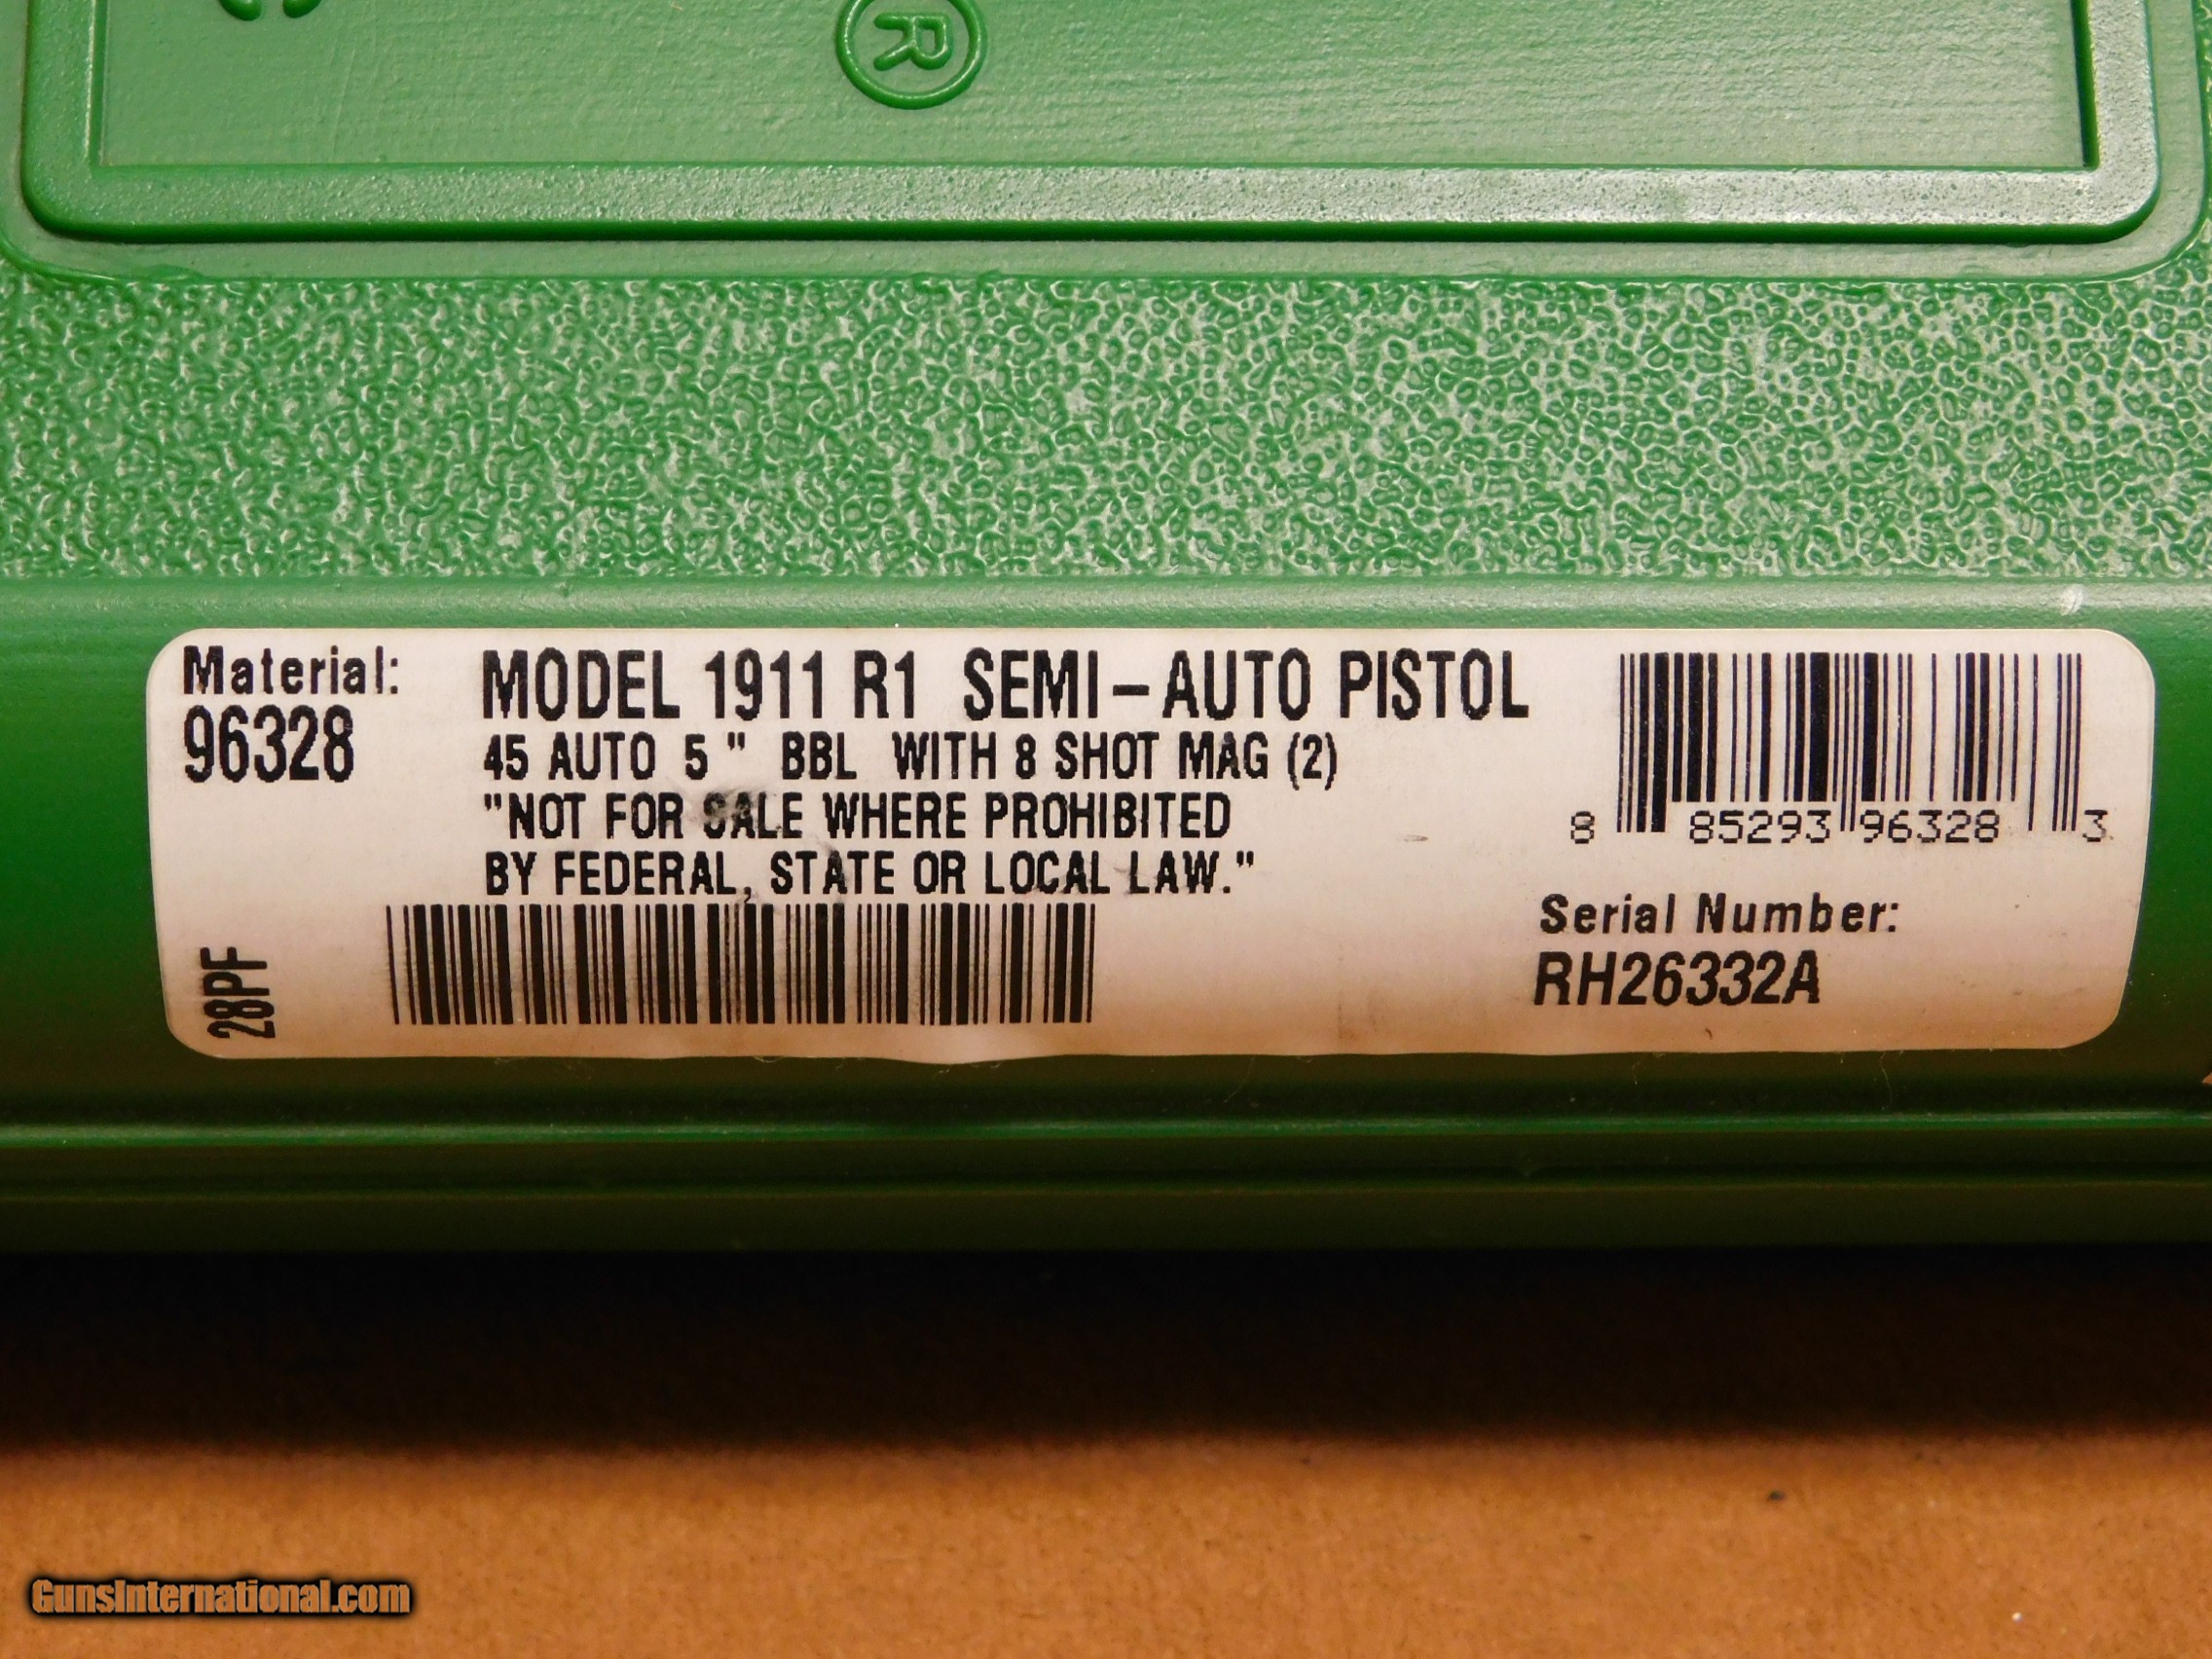 ®
Material:
96328
MODEL 1911 R1 SEMI-AUTO PISTOL
45 AUTO 5 " BBL WITH 8 SHOT MAG (2)
"NOT FOR SALE WHERE PROHIBITED
BY FEDERAL, STATE OR LOCAL LAW."
28PF
8 85293 96328 3
Serial Number:
RH26332A
GunsInternational.com